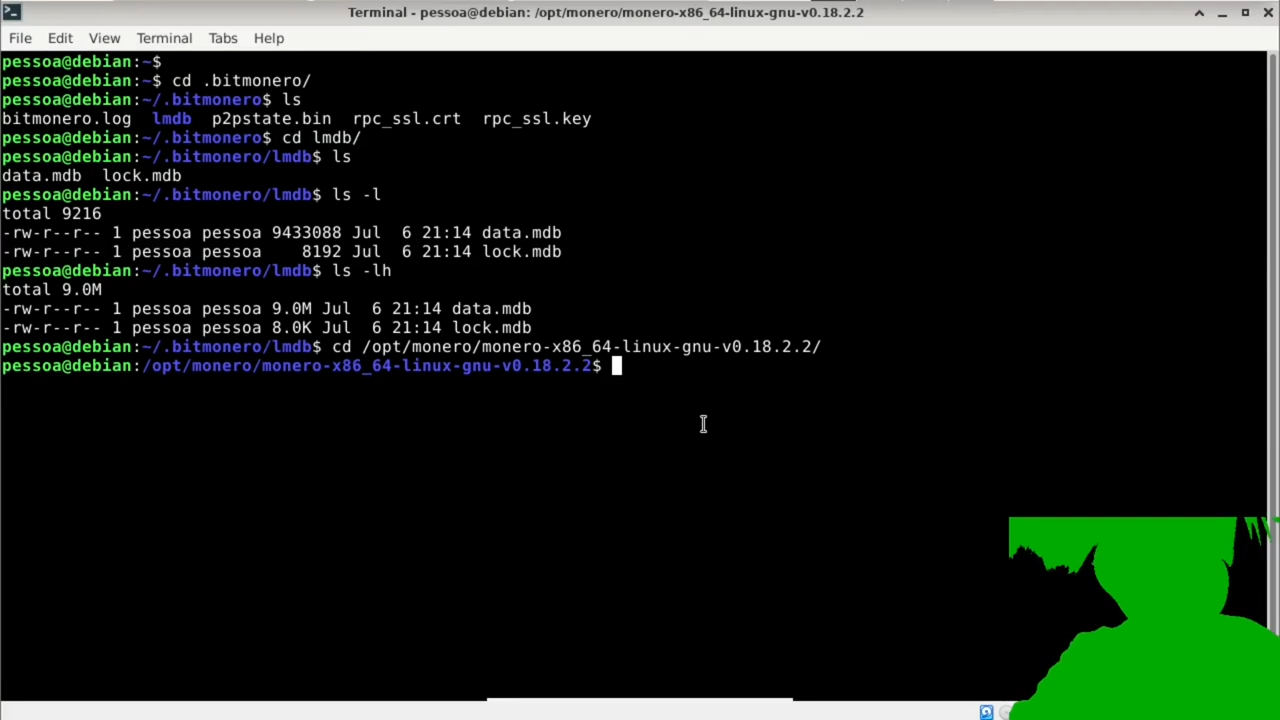 Terminal - pessoa@debian: /opt/monero/monero-x86_64-linux-gnu-v0.18.2.2
File Edit View Terminal Tabs Help
pessoa@debian:~$
pessoa@debian:~$ cd .bitmonero/
pessoa@debian:~/.bitmonero$ ls
bitmonero.log  lmdb  p2pstate.bin  rpc_ssl.crt  rpc_ssl.key
pessoa@debian:~/.bitmonero$ cd lmdb/
pessoa@debian:~/.bitmonero/lmdb$ ls
data.mdb  lock.mdb
pessoa@debian:~/.bitmonero/lmdb$ ls -l
total 9216
-rw-r--r-- 1 pessoa pessoa 9433088 Jul  6 21:14 data.mdb
-rw-r--r-- 1 pessoa pessoa    8192 Jul  6 21:14 lock.mdb
pessoa@debian:~/.bitmonero/lmdb$ ls -lh
total 9.0M
-rw-r--r-- 1 pessoa pessoa 9.0M Jul  6 21:14 data.mdb
-rw-r--r-- 1 pessoa pessoa 8.0K Jul  6 21:14 lock.mdb
pessoa@debian:~/.bitmonero/lmdb$ cd /opt/monero/monero-x86_64-linux-gnu-v0.18.2.2/
pessoa@debian:/opt/monero/monero-x86_64-linux-gnu-v0.18.2.2$